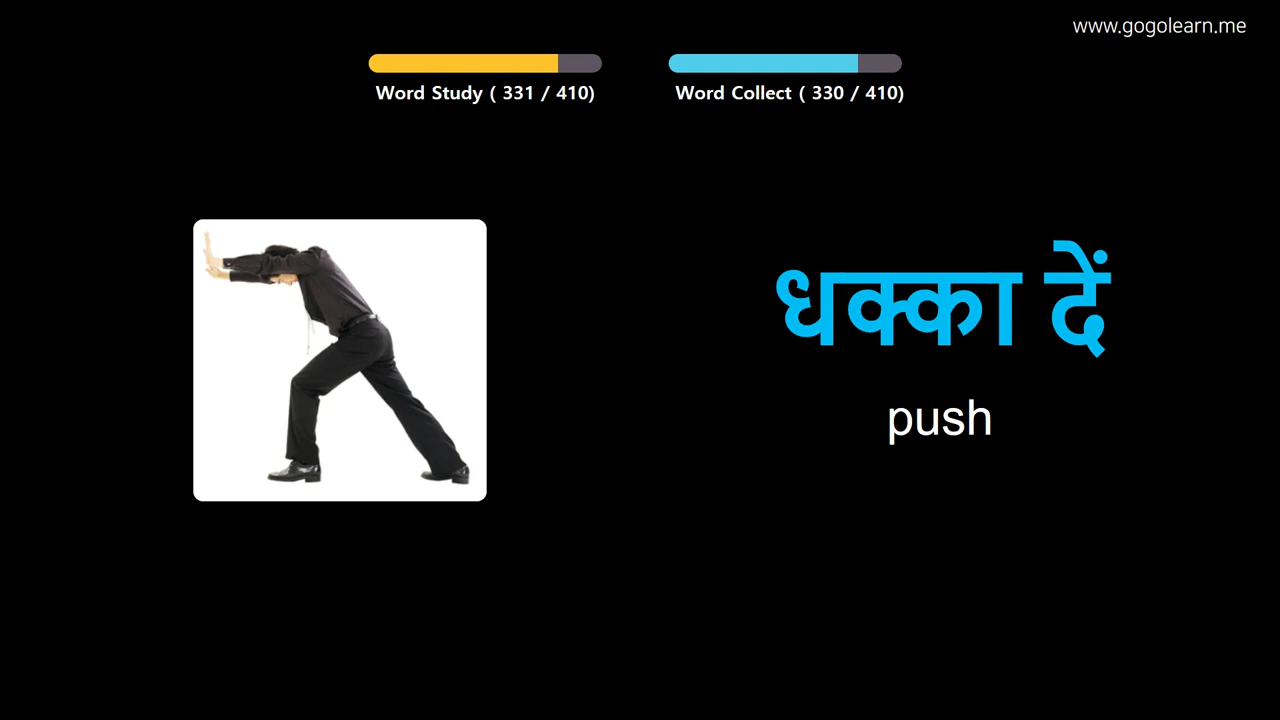 www.gogolearn.me
Word Study ( 331 / 410)
Word Collect ( 330 / 410)
धक्का दें
push